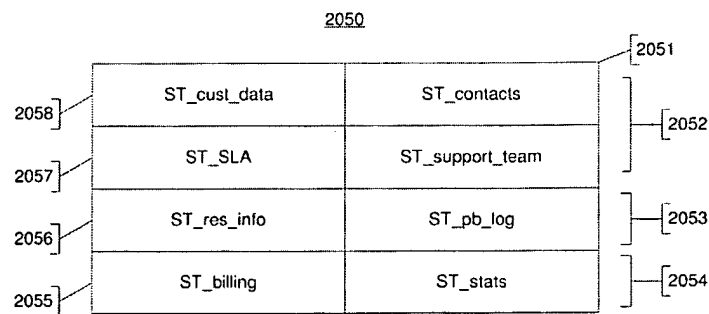 2050
2051
ST_cust_data ST_contacts
2058
2052
ST_SLA ST_support_team
2057
ST_res_info ST_pb_log
2053
2056
ST_billing ST_stats
2054
2055